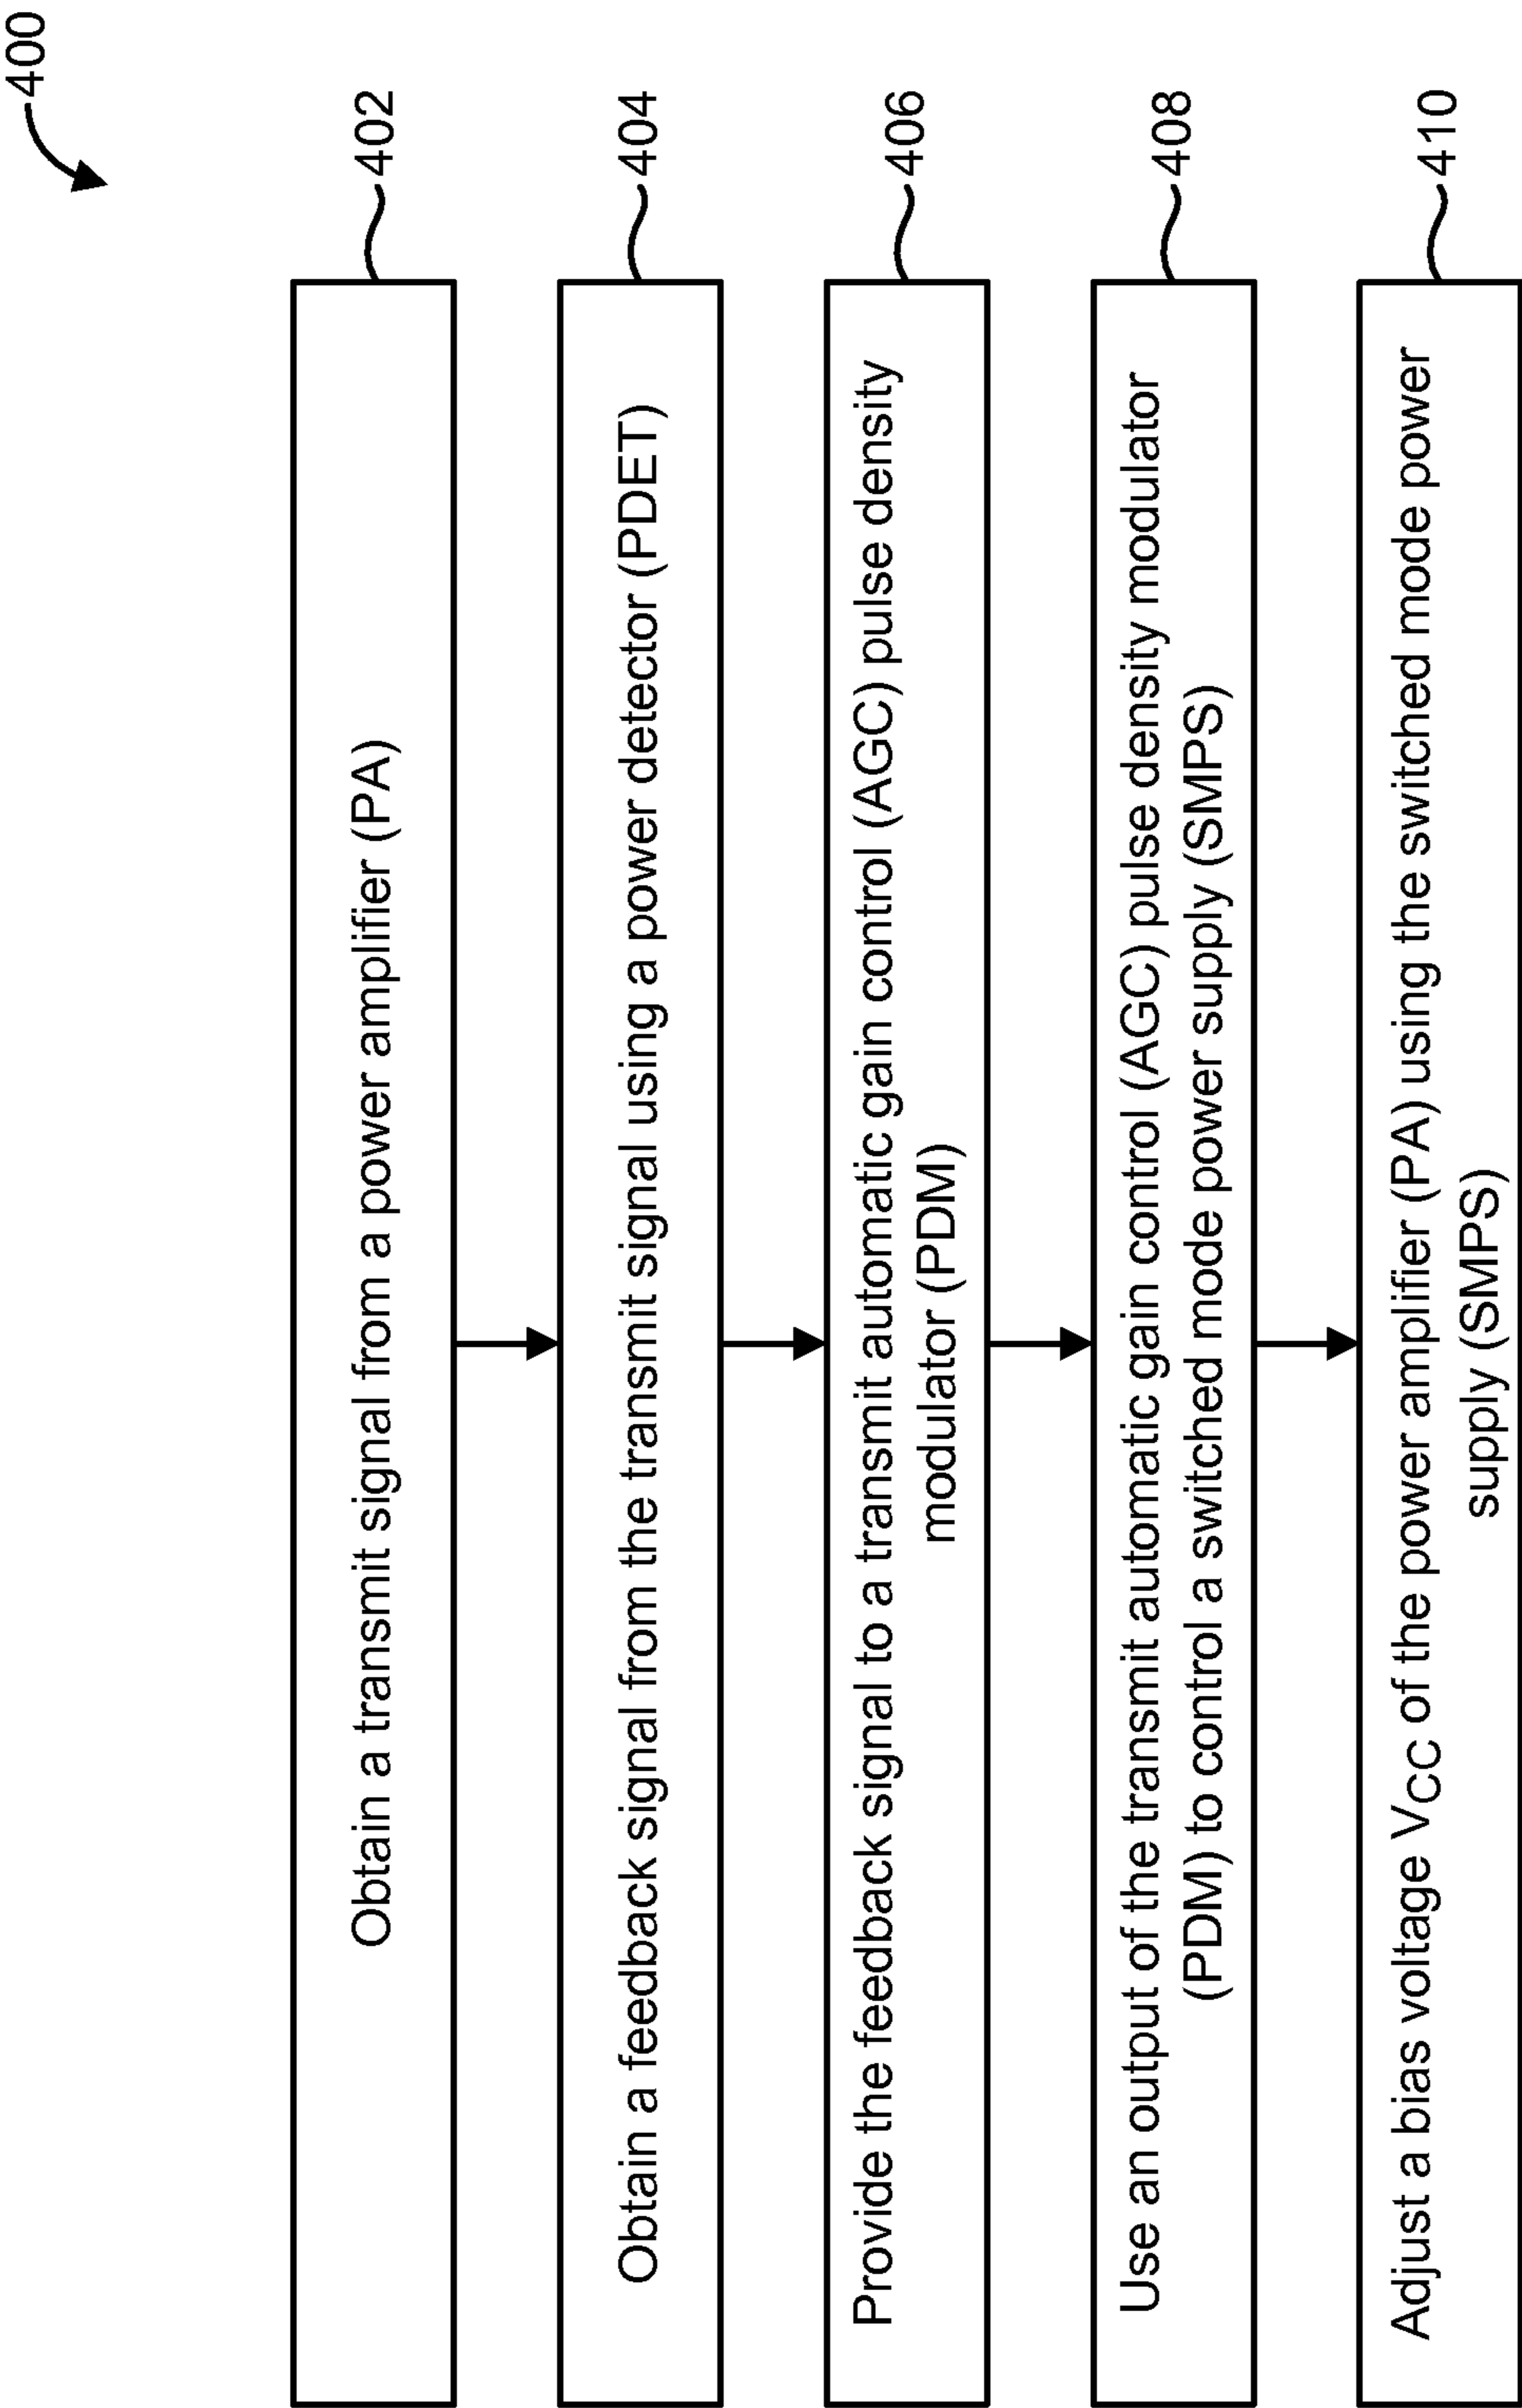 400
Obtain a transmit signal from a power amplifier (PA)
402
Obtain a feedback signal from the transmit signal using a power detector (PDET)
404
Provide the feedback signal to a transmit automatic gain control (AGC) pulse density
modulator (PDM)
406
Use an output of the transmit automatic gain control (AGC) pulse density modulator
(PDM) to control a switched mode power supply (SMPS)
408
Adjust a bias voltage VCC of the power amplifier (PA) using the switched mode power
supply (SMPS)
410